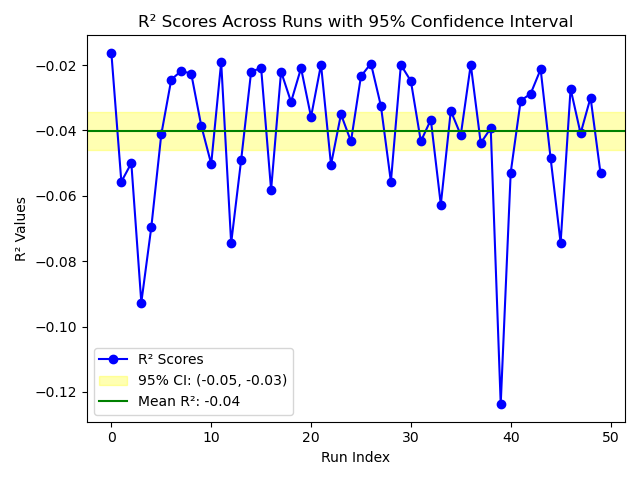 R² Scores Across Runs with 95% Confidence Interval
R² Values
−0.02
−0.04
−0.06
−0.08
−0.10
−0.12
R² Scores
95% CI: (-0.05, -0.03)
Mean R²: -0.04
0 10 20 30 40 50
Run Index